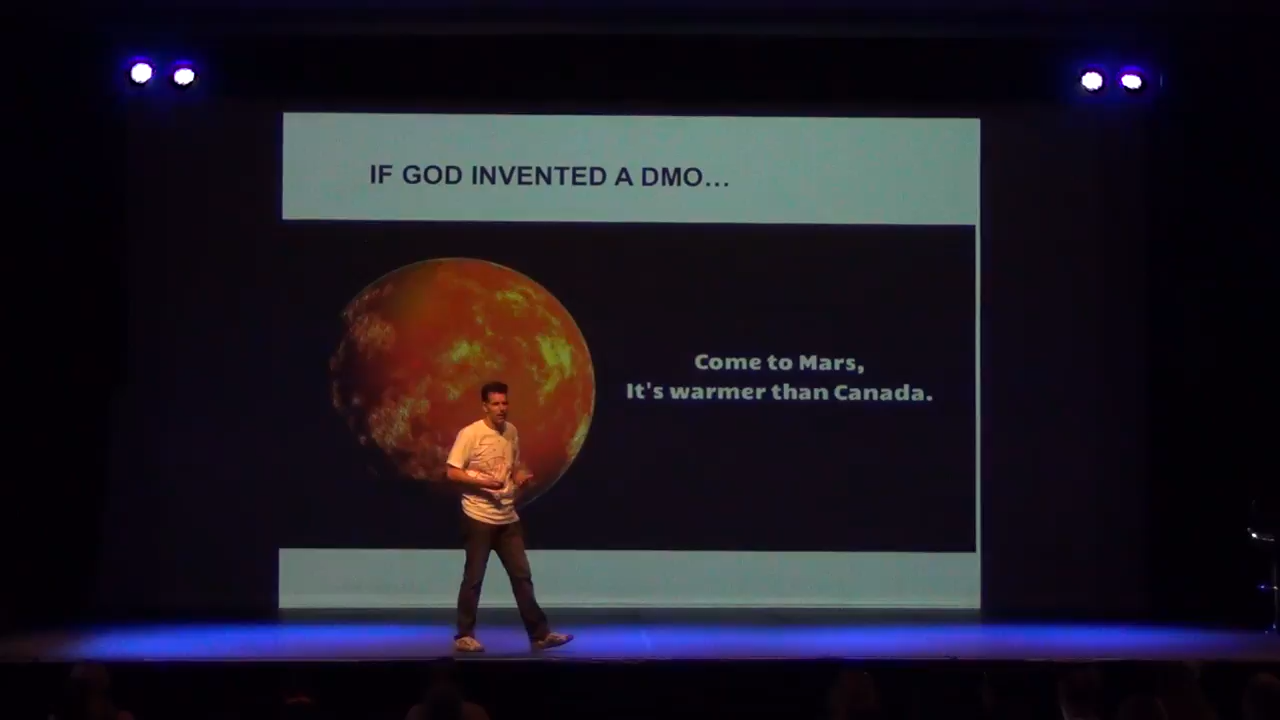 IF GOD INVENTED A DMO...
Come to Mars,
It's warmer than Canada.